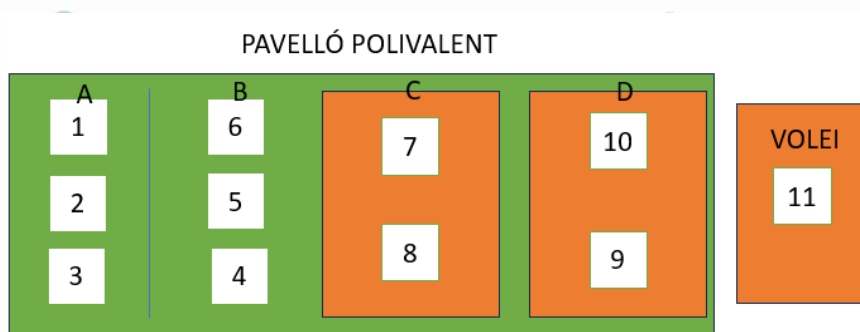 PAVELLÓ POLIVALENT
A B C D
1 6 7 10
VOLEI
2 5 11
3 4 8 9